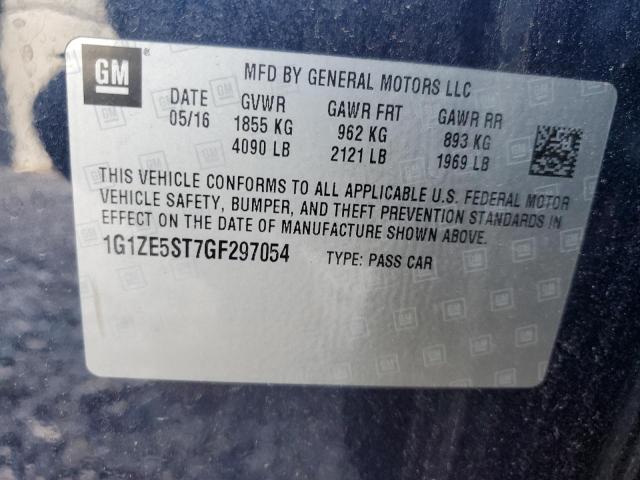 GM ®
MFD BY GENERAL MOTORS LLC
DATE GVWR GAWR FRT GAWR RR
05/16 1855 KG 962 KG 893 KG
4090 LB 2121 LB 1969 LB
THIS VEHICLE CONFORMS TO ALL APPLICABLE U.S. FEDERAL MOTOR
VEHICLE SAFETY, BUMPER, AND THEFT PREVENTION STANDARDS IN
EFFECT ON THE DATE OF MANUFACTURE SHOWN ABOVE.
1G1ZE5ST7GF297054 TYPE: PASS CAR